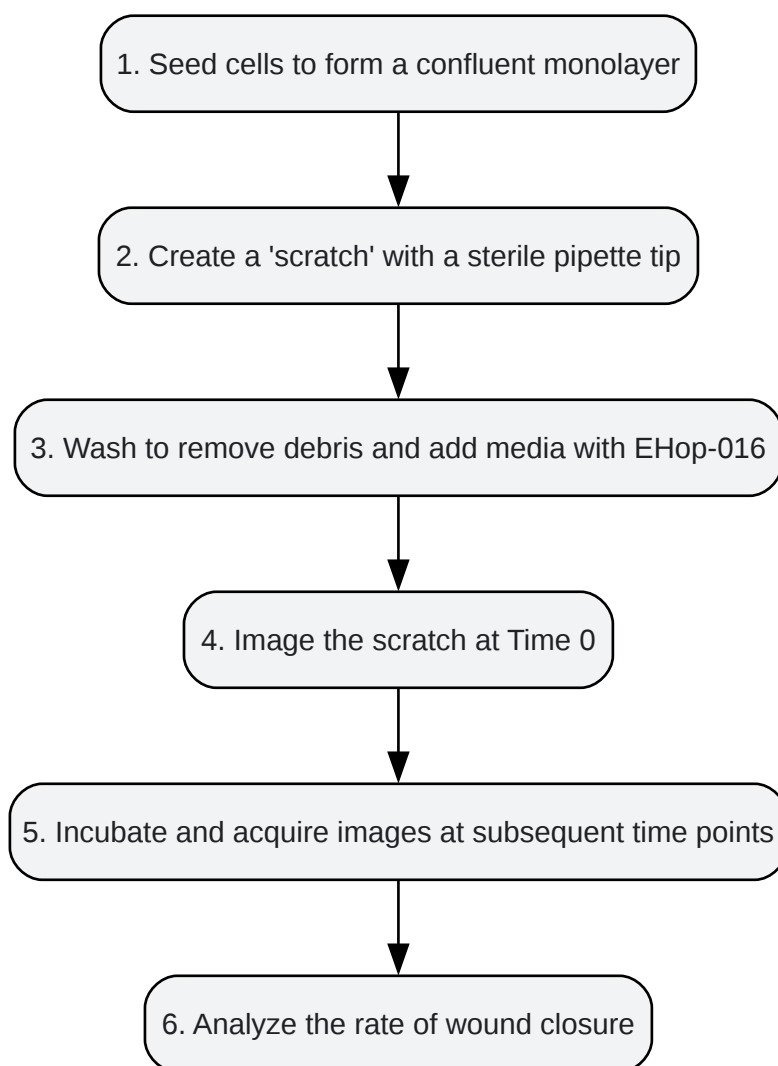 1. Seed cells to form a confluent monolayer
2. Create a 'scratch' with a sterile pipette tip
3. Wash to remove debris and add media with EHop-016
4. Image the scratch at Time 0
5. Incubate and acquire images at subsequent time points
6. Analyze the rate of wound closure